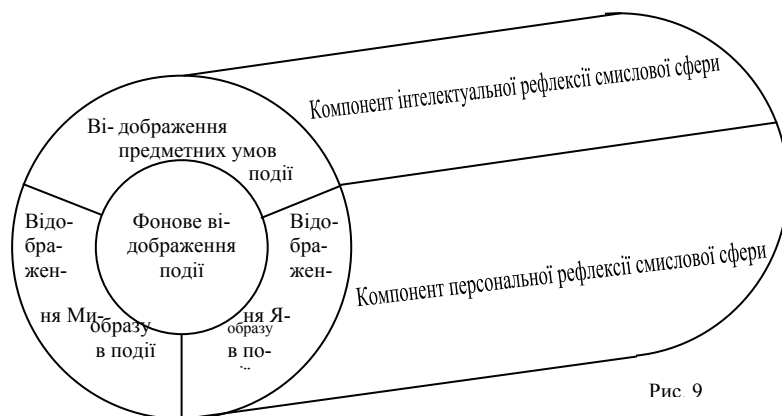 Компонент інтелектуальної рефлексії смислової сфери
Ві- дображення
предметних умов
події
Відо-
бра-
жен-
ня Ми-
образу
в події
Фонове ві-
дображення
події
Відо-
бра-
жен-
ня Я-
образу
в по-
Компонент персональної рефлексії смислової сфери
Рис. 9